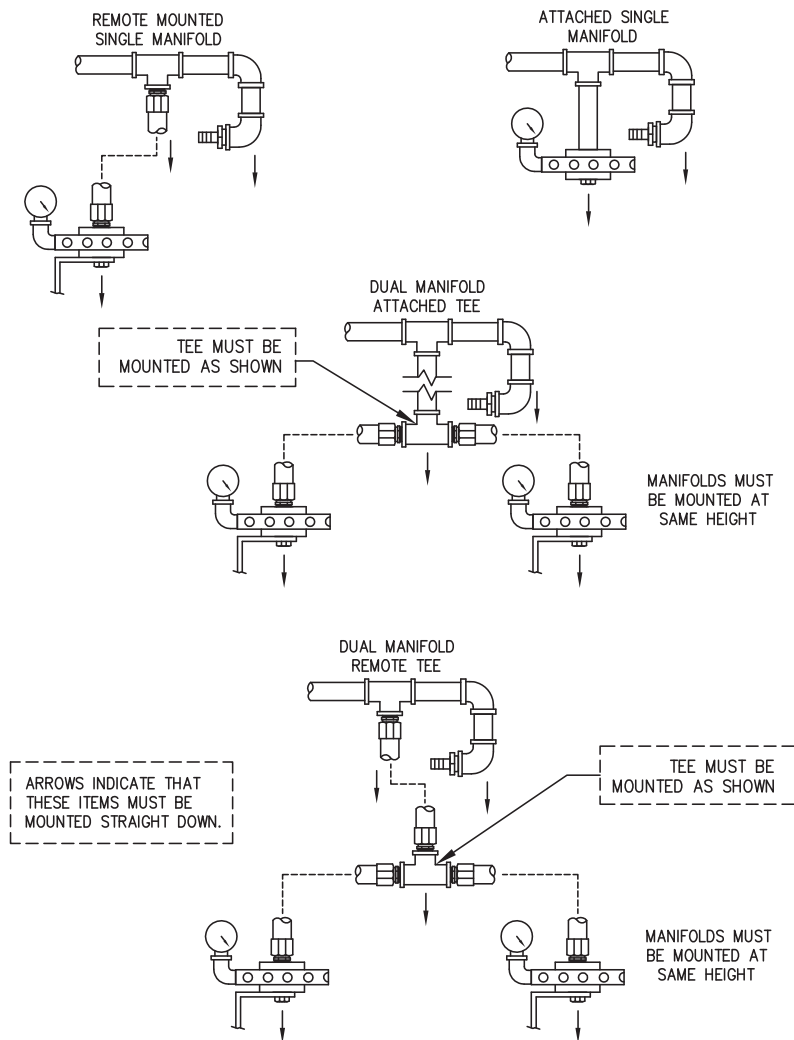 REMOTE MOUNTED
SINGLE MANIFOLD
ATTACHED SINGLE
MANIFOLD
DUAL MANIFOLD
ATTACHED TEE
TEE MUST BE
MOUNTED AS SHOWN
MANIFOLDS MUST
BE MOUNTED AT
SAME HEIGHT
DUAL MANIFOLD
REMOTE TEE
ARROWS INDICATE THAT
THESE ITEMS MUST BE
MOUNTED STRAIGHT DOWN.
TEE MUST BE
MOUNTED AS SHOWN
MANIFOLDS MUST
BE MOUNTED AT
SAME HEIGHT